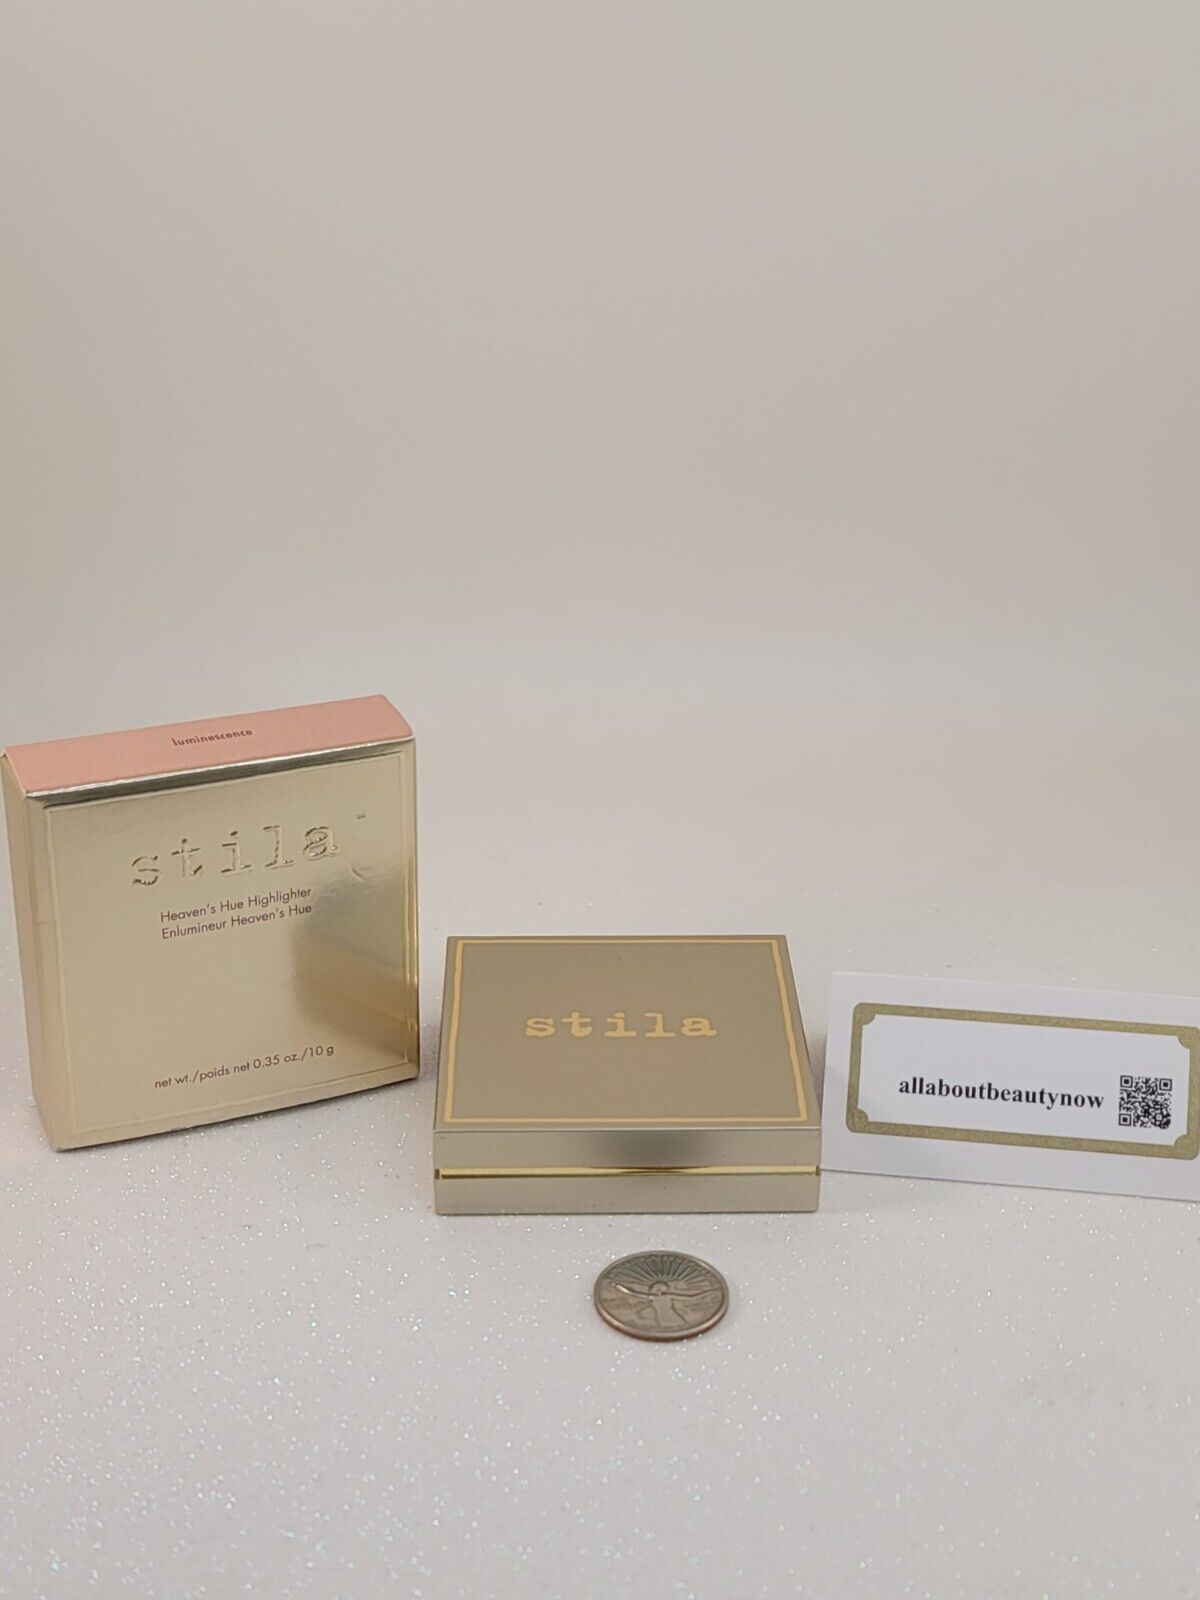 luminescence
stila
Heaven's Hue Highlighter
Enlumineur Heaven's Hue
net wt./poids net 0.35 oz./10 g
stila
allaboutbeautynow